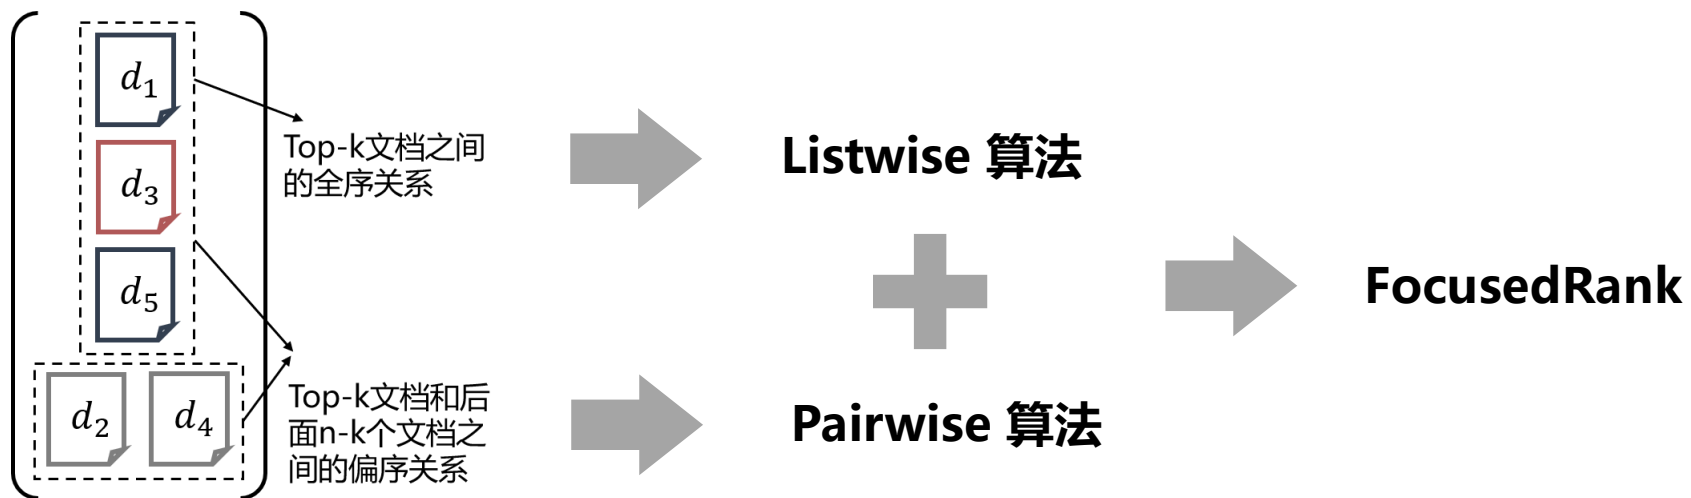 d₁
d₃
d₅
d₂ d₄
Top-k文档之间
的全序关系
Top-k文档和后
面n-k个文档之
间的偏序关系
Listwise 算法
Pairwise 算法
FocusedRank